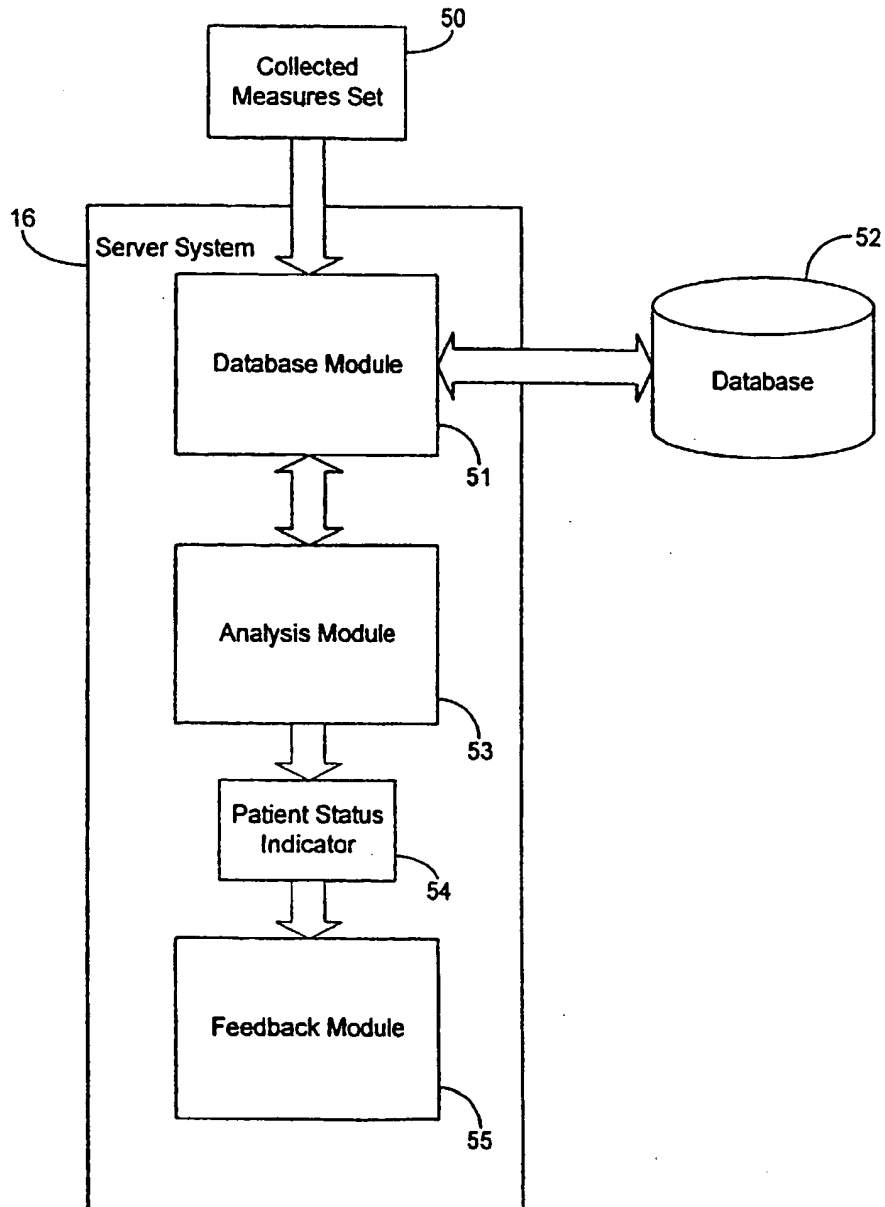 50
Collected
Measures Set
16
Server System
52
Database Module
Database
51
Analysis Module
53
Patient Status
Indicator
54
Feedback Module
55